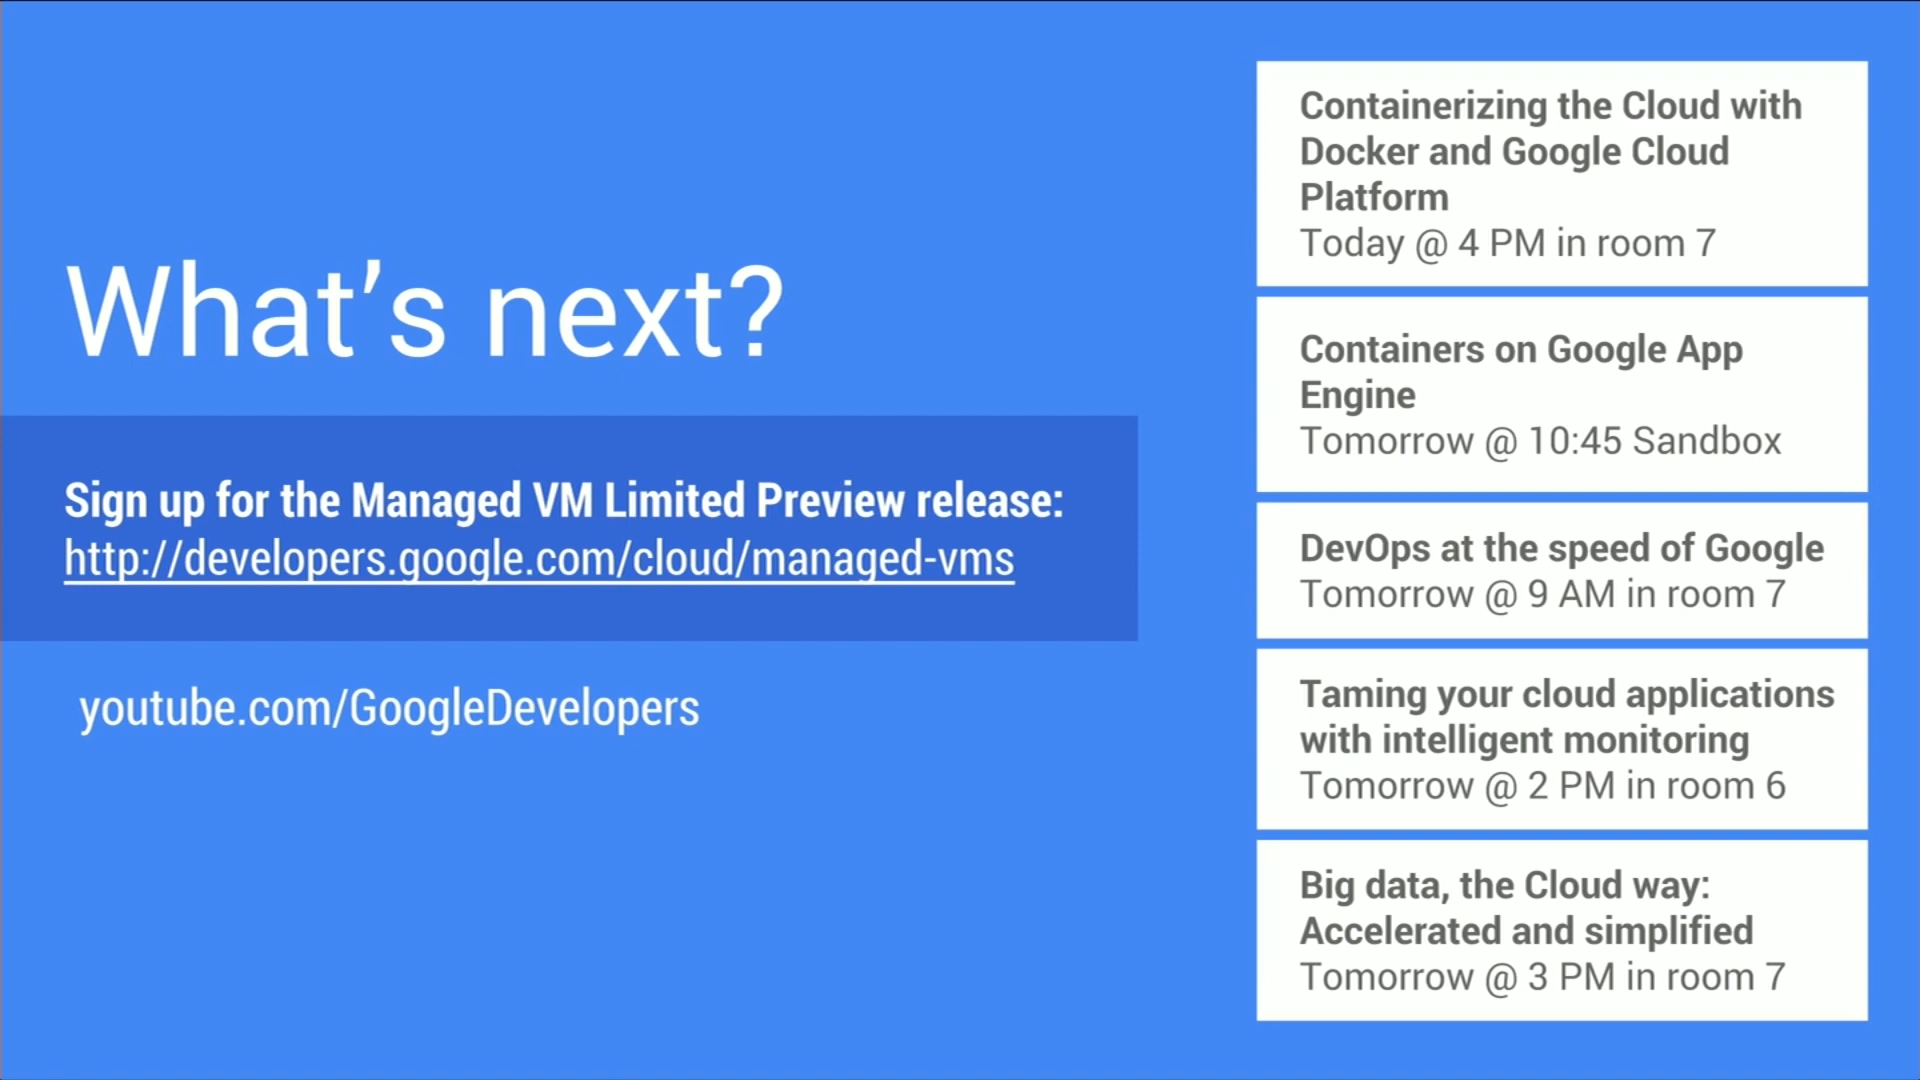 What's next?
Sign up for the Managed VM Limited Preview release:
http://developers.google.com/cloud/managed-vms
youtube.com/GoogleDevelopers
Containerizing the Cloud with
Docker and Google Cloud
Platform
Today @ 4 PM in room 7
Containers on Google App
Engine
Tomorrow @ 10:45 Sandbox
DevOps at the speed of Google
Tomorrow @ 9 AM in room 7
Taming your cloud applications
with intelligent monitoring
Tomorrow @ 2 PM in room 6
Big data, the Cloud way:
Accelerated and simplified
Tomorrow @ 3 PM in room 7